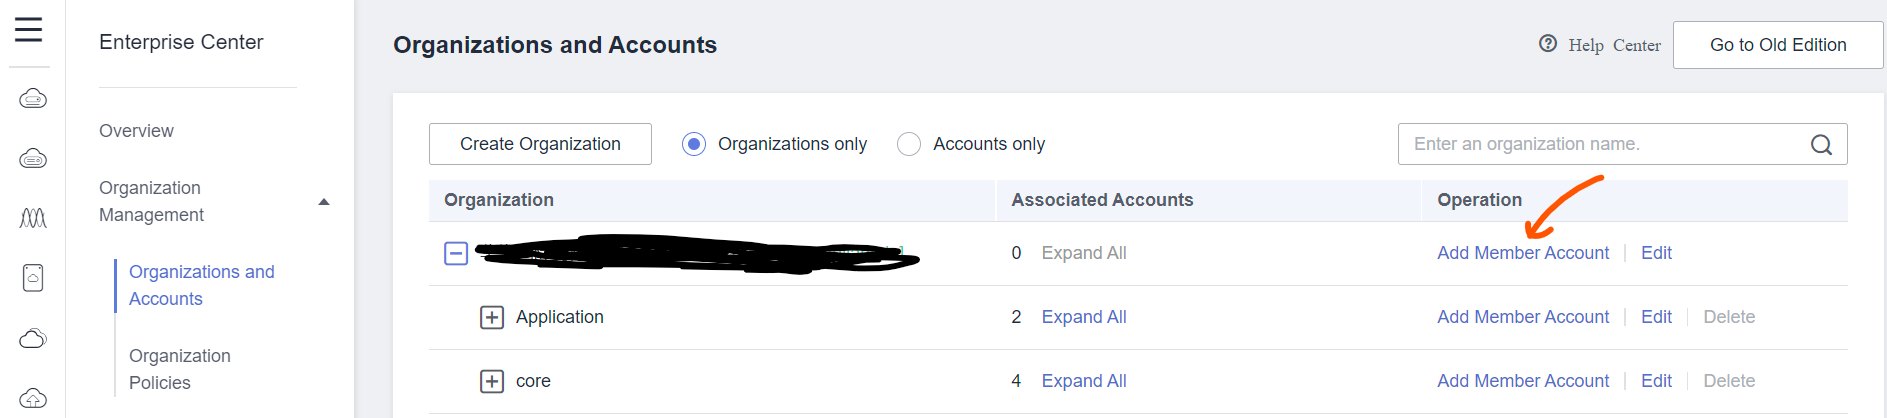 Enterprise Center
Overview
Organization
Management
Organizations and
Accounts
Organization
Policies
Organizations and Accounts
Help Center
Go to Old Edition
Create Organization
Organizations only
Accounts only
Enter an organization name.
Organization Associated Accounts Operation
0 Expand All Add Member Account Edit
Application 2 Expand All Add Member Account Edit Delete
core 4 Expand All Add Member Account Edit Delete